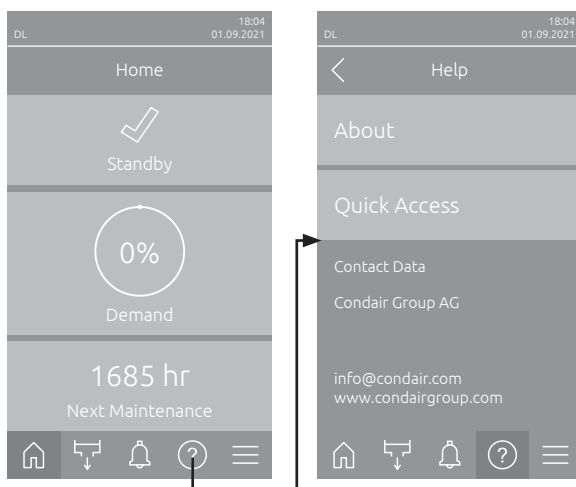 18:04
DL 01.09.2021
Home
Standby
0%
Demand
1685 hr
Next Maintenance
?
18:04
DL 01.09.2021
Help
About
Quick Access
Contact Data
Condair Group AG
info@condair.com
www.condairgroup.com
?